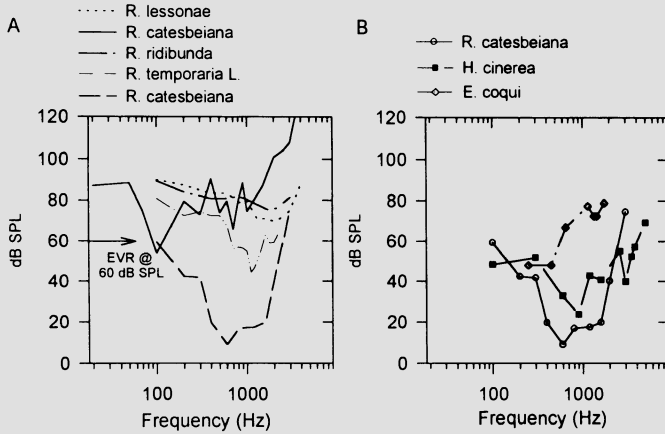 A
R. lessonae
R. catesbeiana
R. ridibunda
R. temporaria L.
R. catesbeiana
120
100
80
60
40
20
0
dB SPL
EVR @
60 dB SPL
100
1000
Frequency (Hz)
B
R. catesbeiana
H. cinerea
E. coqui
120
100
80
60
40
20
0
dB SPL
100
1000
Frequency (Hz)